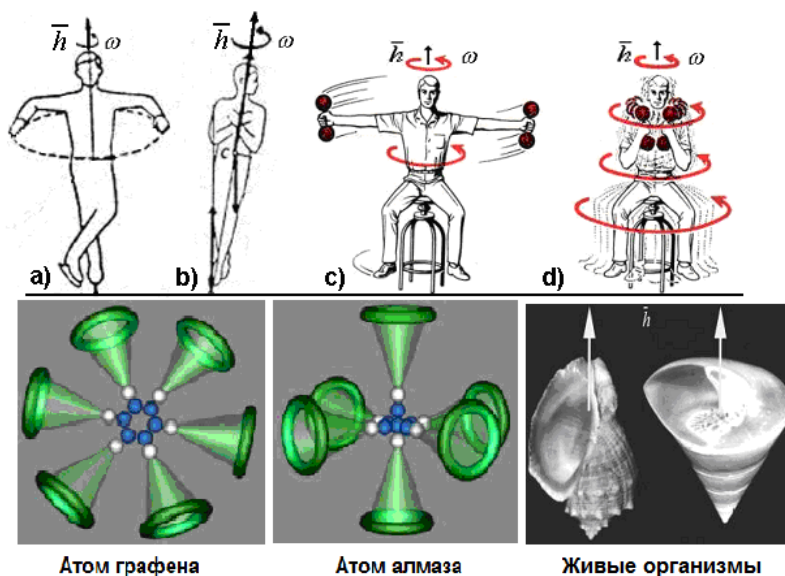 h̅ ω
h̅ ω
h̅ ω
h̅ ω
c
a) b) c) d)
h̅
Атом графена Атом алмаза Живые организмы